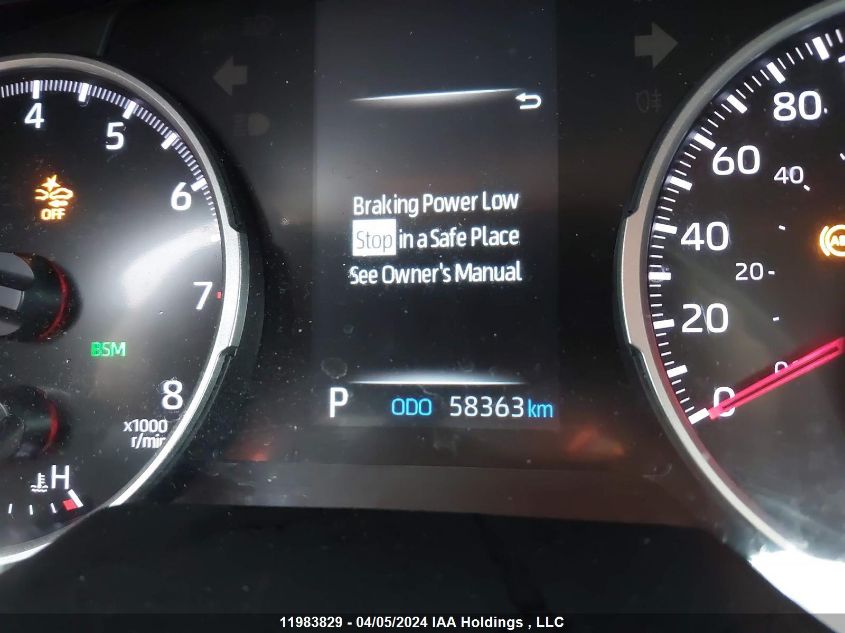 4
5
6
7
8
x1000
r/min
OFF
BSM
H
Braking Power Low
Stop in a Safe Place
See Owner's Manual
P ODO 58363 km
80
60
40
40
20
20
0
11983829 - 04/05/2024 IAA Holdings , LLC